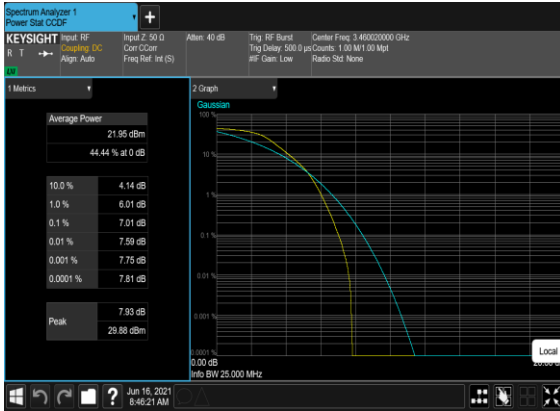 Spectrum Analyzer 1
Power Stat CCDF
KEYSIGHT Input: RF Input Z: 50 Ω Atten: 40 dB Trig: RF Burst Center Freq: 3.460020000 GHz
R T Coupling: DC Corr CCorr Trig Delay: 500.0 µs Counts: 1.00 M/1.00 Mpt
Align: Auto Freq Ref: Int (S) #IF Gain: Low Radio Std: None
1 Metrics
2 Graph
Average Power
21.95 dBm
44.44 % at 0 dB
10.0 % 4.14 dB
1.0 % 6.01 dB
0.1 % 7.01 dB
0.01 % 7.59 dB
0.001 % 7.75 dB
0.0001 % 7.81 dB
Peak 7.93 dB
29.88 dBm
Gaussian
100 %
10 %
1 %
0.1 %
0.01 %
0.001 %
0.0001 %
0.00 dB
Info BW 25.000 MHz
Local
Jun 16, 2021
8:46:21 AM